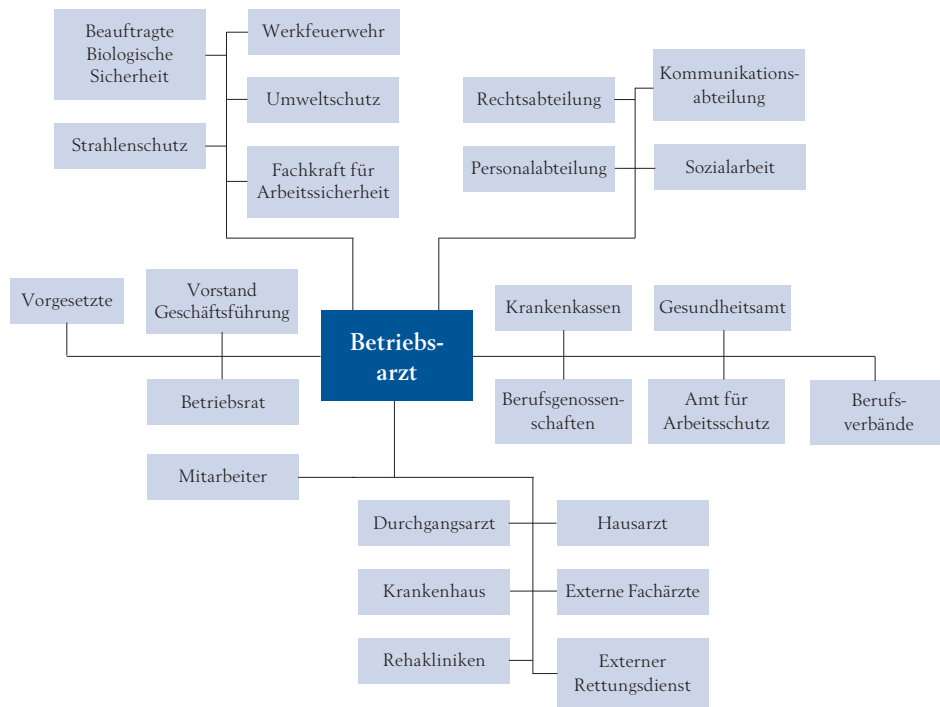 Beauftragte
Biologische
Sicherheit
Werkfeuerwehr
Umweltschutz
Strahlenschutz
Fachkraft für
Arbeitssicherheit
Kommunikations-
abteilung
Rechtsabteilung
Personalabteilung
Sozialarbeit
Vorgesetzte
Vorstand
Geschäftsführung
Betriebsrat
Betriebs-
arzt
Krankenkassen
Gesundheitsamt
Berufsgenossen-
schaften
Amt für
Arbeitsschutz
Berufs-
verbände
Mitarbeiter
Durchgangsarzt
Hausarzt
Krankenhaus
Externe Fachärzte
Rehakliniken
Externer
Rettungsdienst